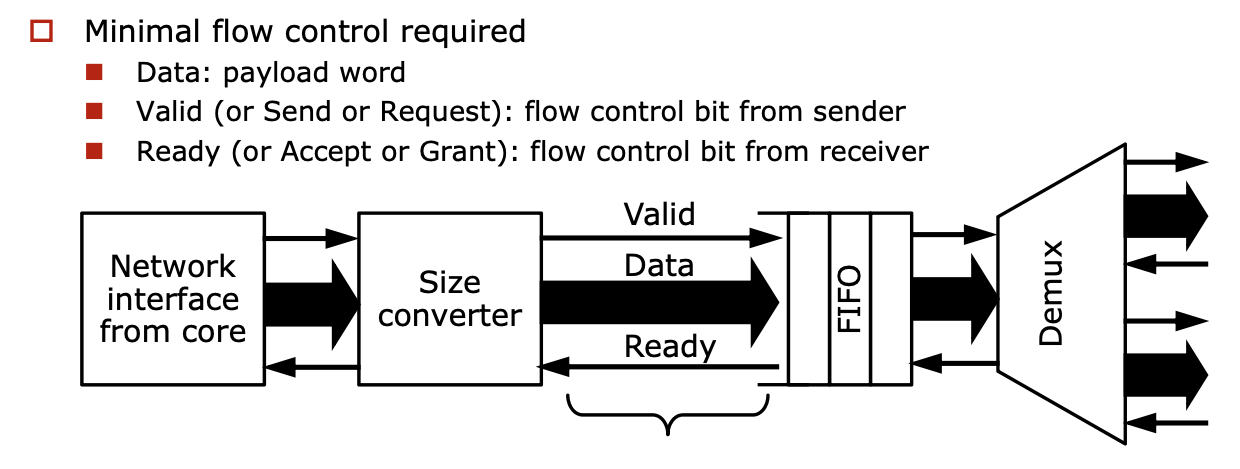 Minimal flow control required
Data: payload word
Valid (or Send or Request): flow control bit from sender
Ready (or Accept or Grant): flow control bit from receiver
Network
interface
from core
Size
converter
Valid
Data
Ready
FIFO
Demux